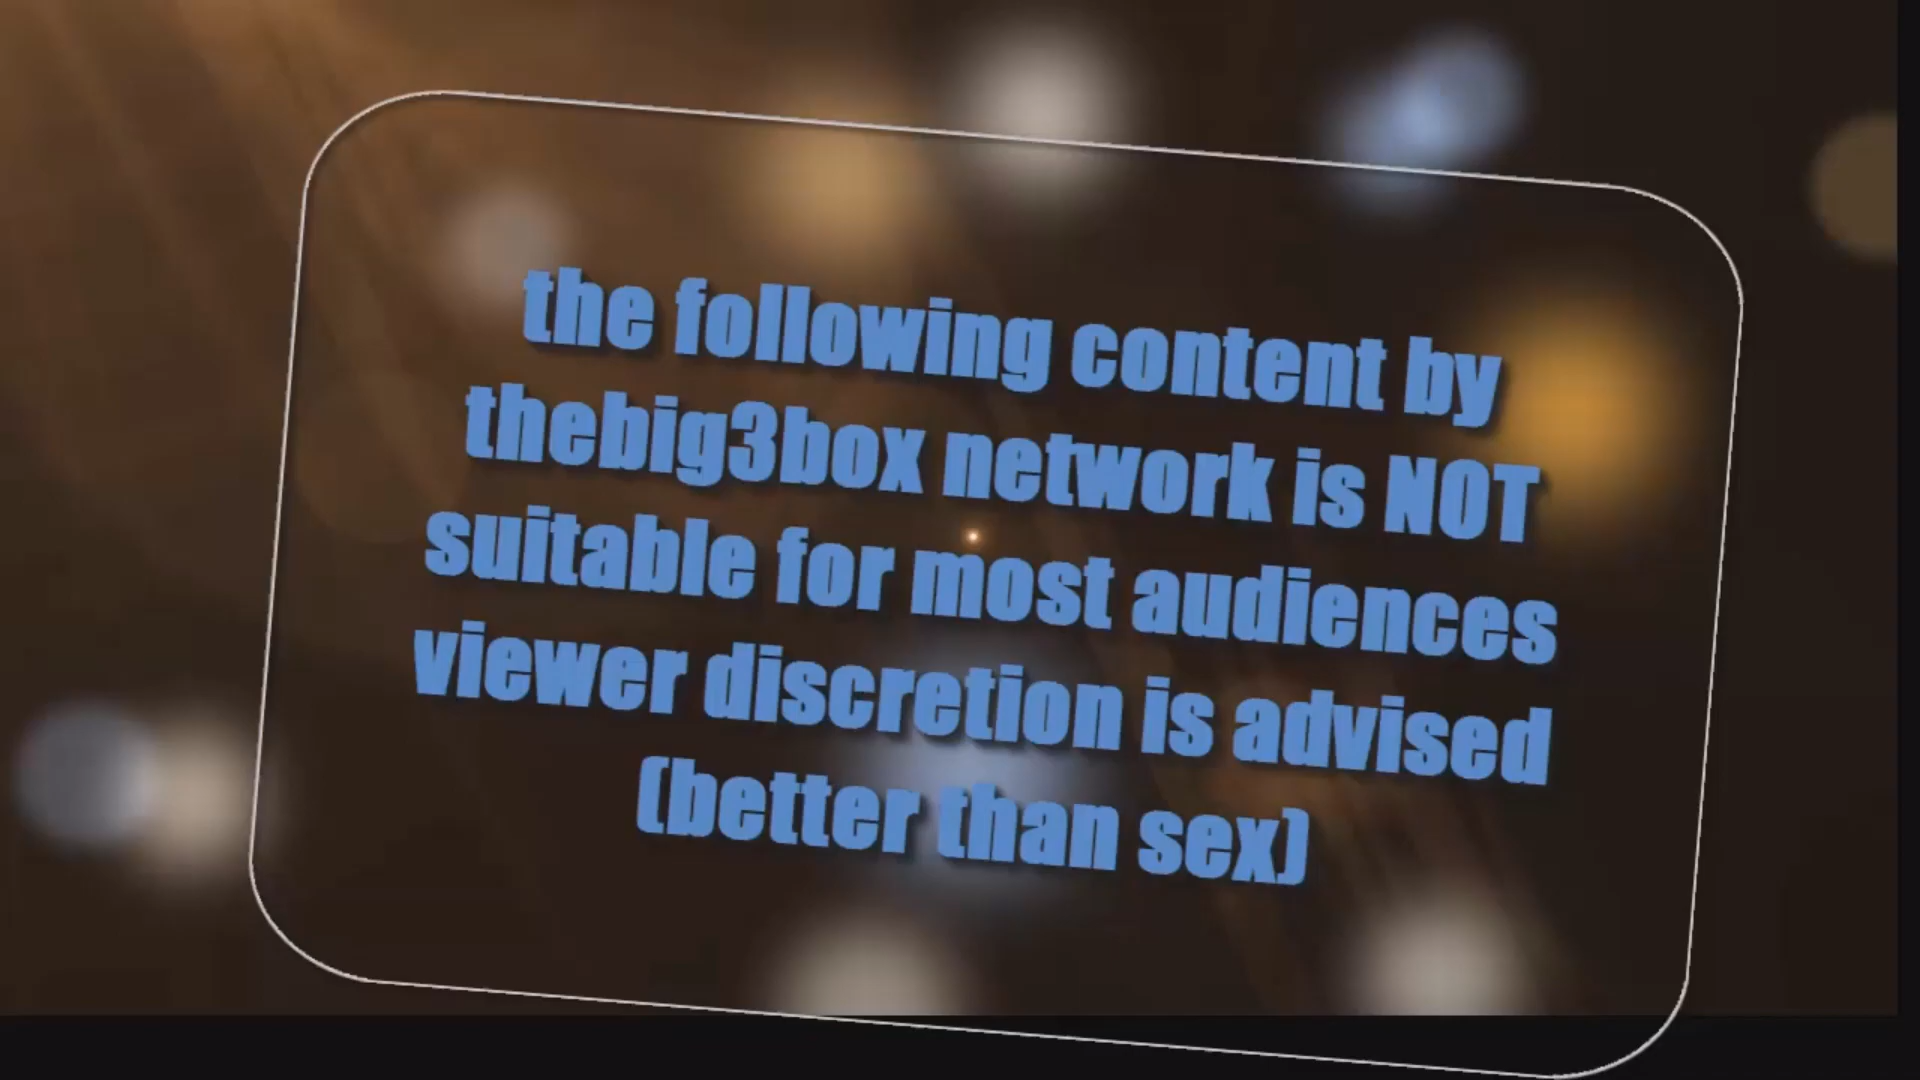 the following content by
thebig3box network is NOT
suitable for most audiences
viewer discretion is advised
(better than sex)